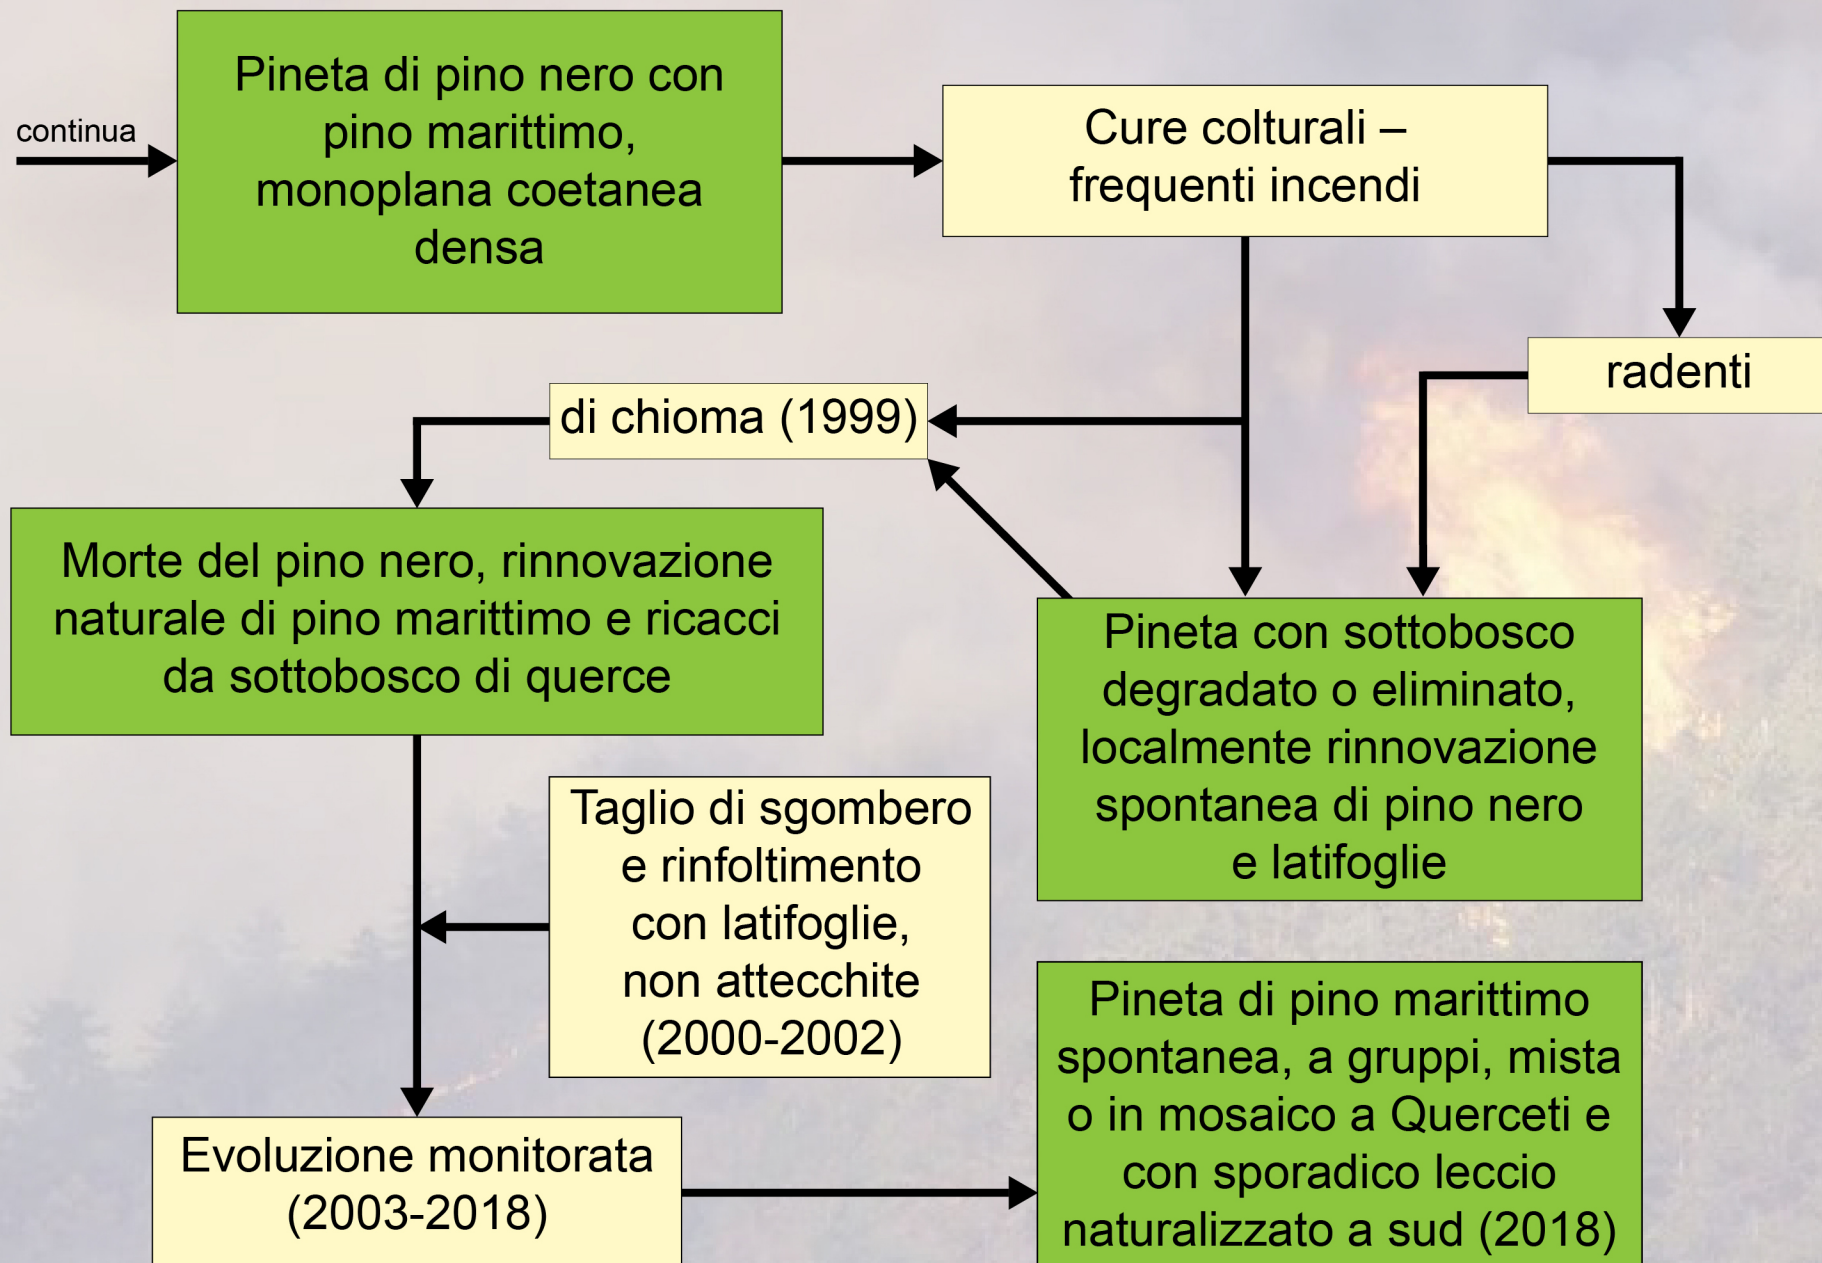 continua
Pineta di pino nero con
pino marittimo,
monoplana coetanea
densa
Cure colturali –
frequenti incendi
radenti
di chioma (1999)
Morte del pino nero, rinnovazione
naturale di pino marittimo e ricacci
da sottobosco di querce
Pineta con sottobosco
degradato o eliminato,
localmente rinnovazione
spontanea di pino nero
e latifoglie
Taglio di sgombero
e rinfoltimento
con latifoglie,
non attecchite
(2000-2002)
Evoluzione monitorata
(2003-2018)
Pineta di pino marittimo
spontanea, a gruppi, mista
o in mosaico a Querceti e
con sporadico leccio
naturalizzato a sud (2018)